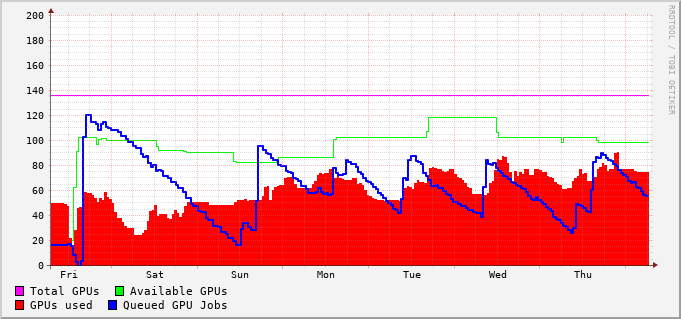 200
180
160
140
120
100
80
60
40
20
0
Fri Sat Sun Mon Tue Wed Thu
Total GPUs Available GPUs
GPUs used Queued GPU Jobs
RRDTOOL / TOBI OETIKER